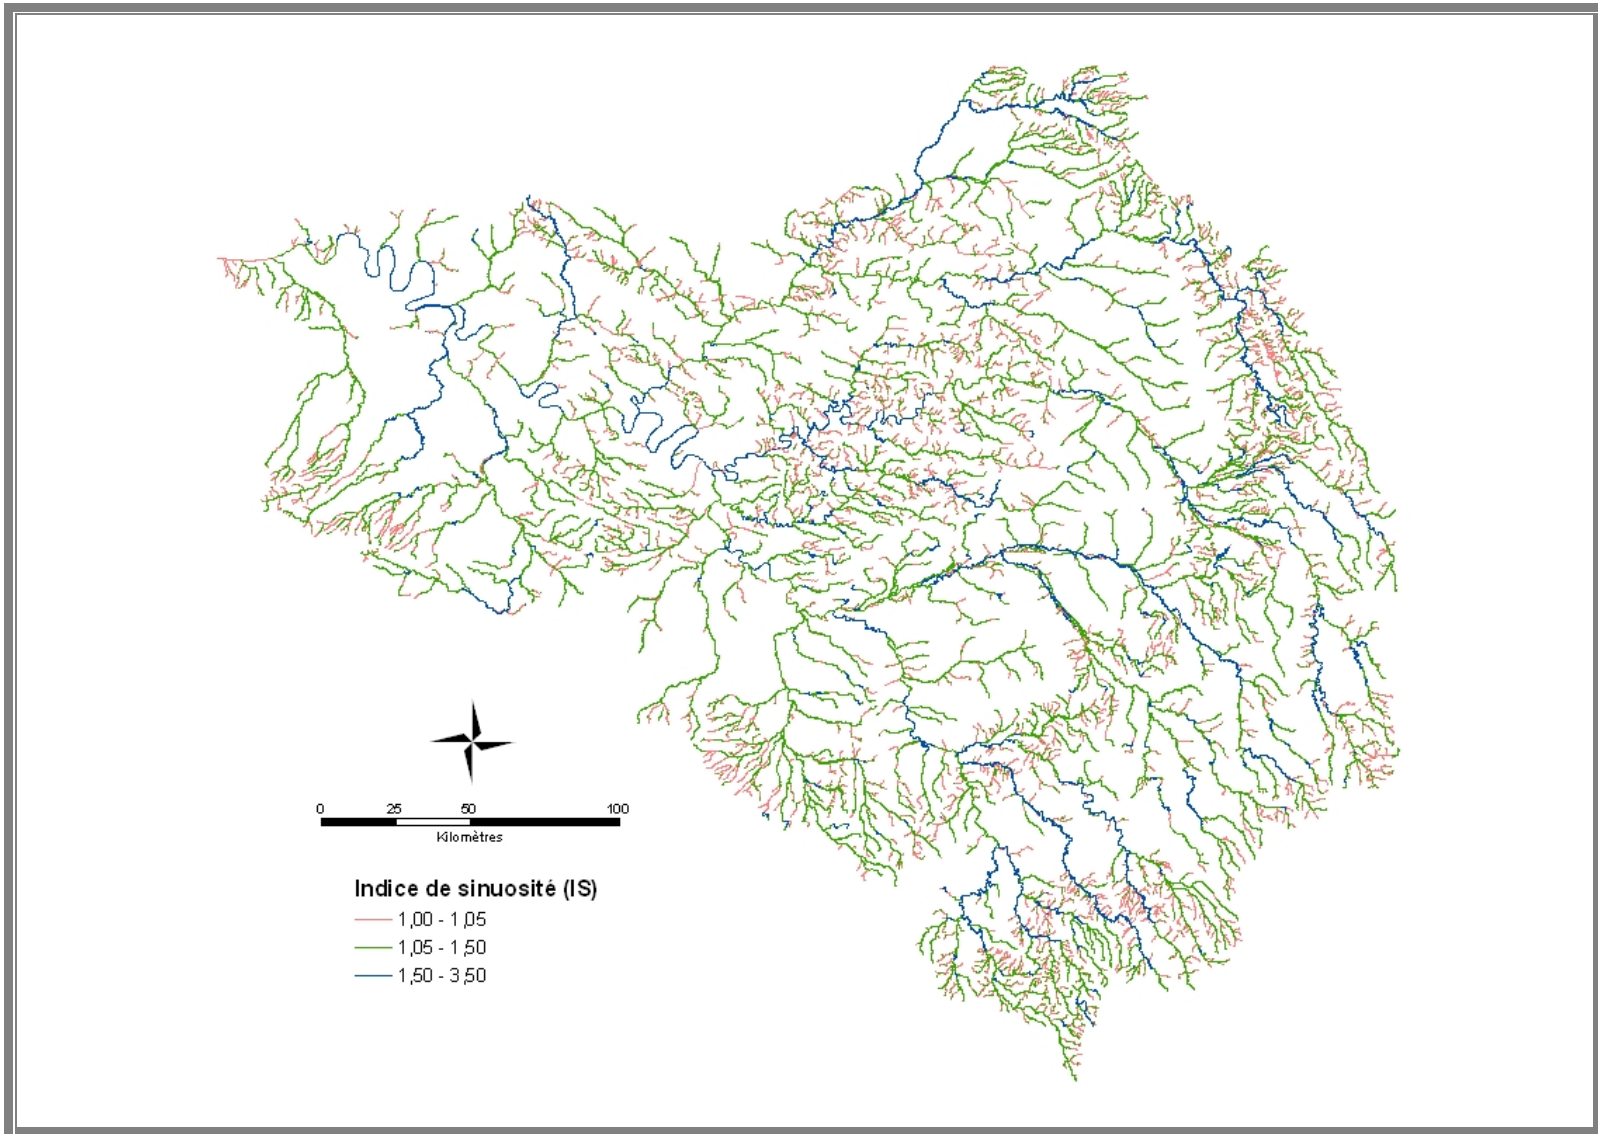 0 25 50 100
Kilomètres
Indice de sinuosité (IS)
1,00 - 1,05
1,05 - 1,50
1,50 - 3,50